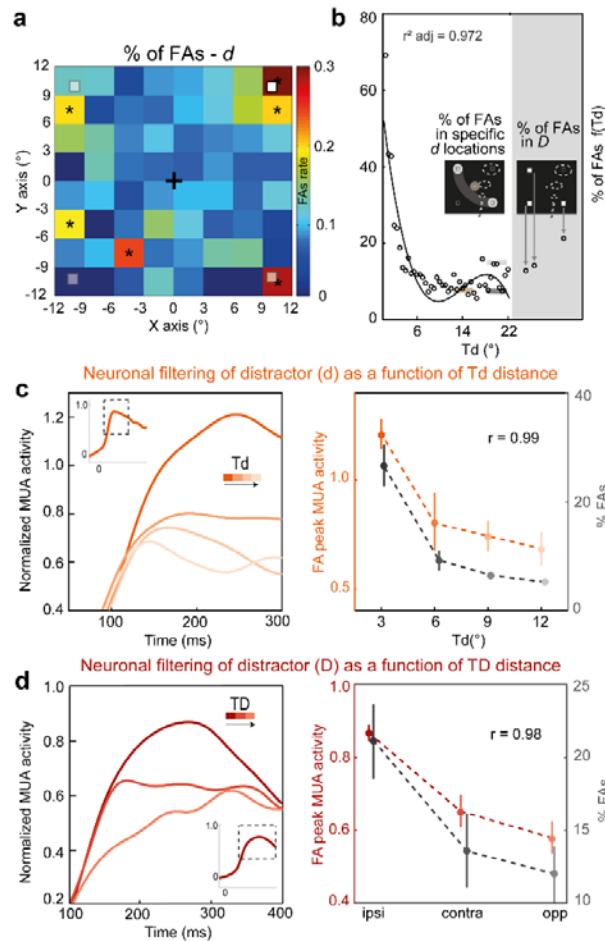 a
% of FAs - d
12
9
6
3
0
-3
-6
-9
-12
Y axis (°)
-12 -9 -6 -3 0 3 6 9 12
X axis (°)
* * * * * *
0.3
0.2
0.1
0
FAs rate
b
r² adj = 0.972
80
60
40
20
0
% of FAs
in specific
d locations
% of FAs
in D
% of FAs f(Td)
6 14 22
Td (°)
Neuronal filtering of distractor (d) as a function of Td distance
c
1.0
0
Td
Normalized MUA activity
1.2
1.0
0.8
0.6
0.4
100 200 300
Time (ms)
r = 0.99
FA peak MUA activity
1.0
0.5
40
20
0
% FAs
3 6 9 12
Td(°)
Neuronal filtering of distractor (D) as a function of TD distance
d
TD
1.0
0
Normalized MUA activity
1.0
0.8
0.6
0.4
0.2
100 200 300 400
Time (ms)
r = 0.98
FA peak MUA activity
1.0
0.8
0.6
0.4
25
20
15
10
% FAs
ipsi contra opp